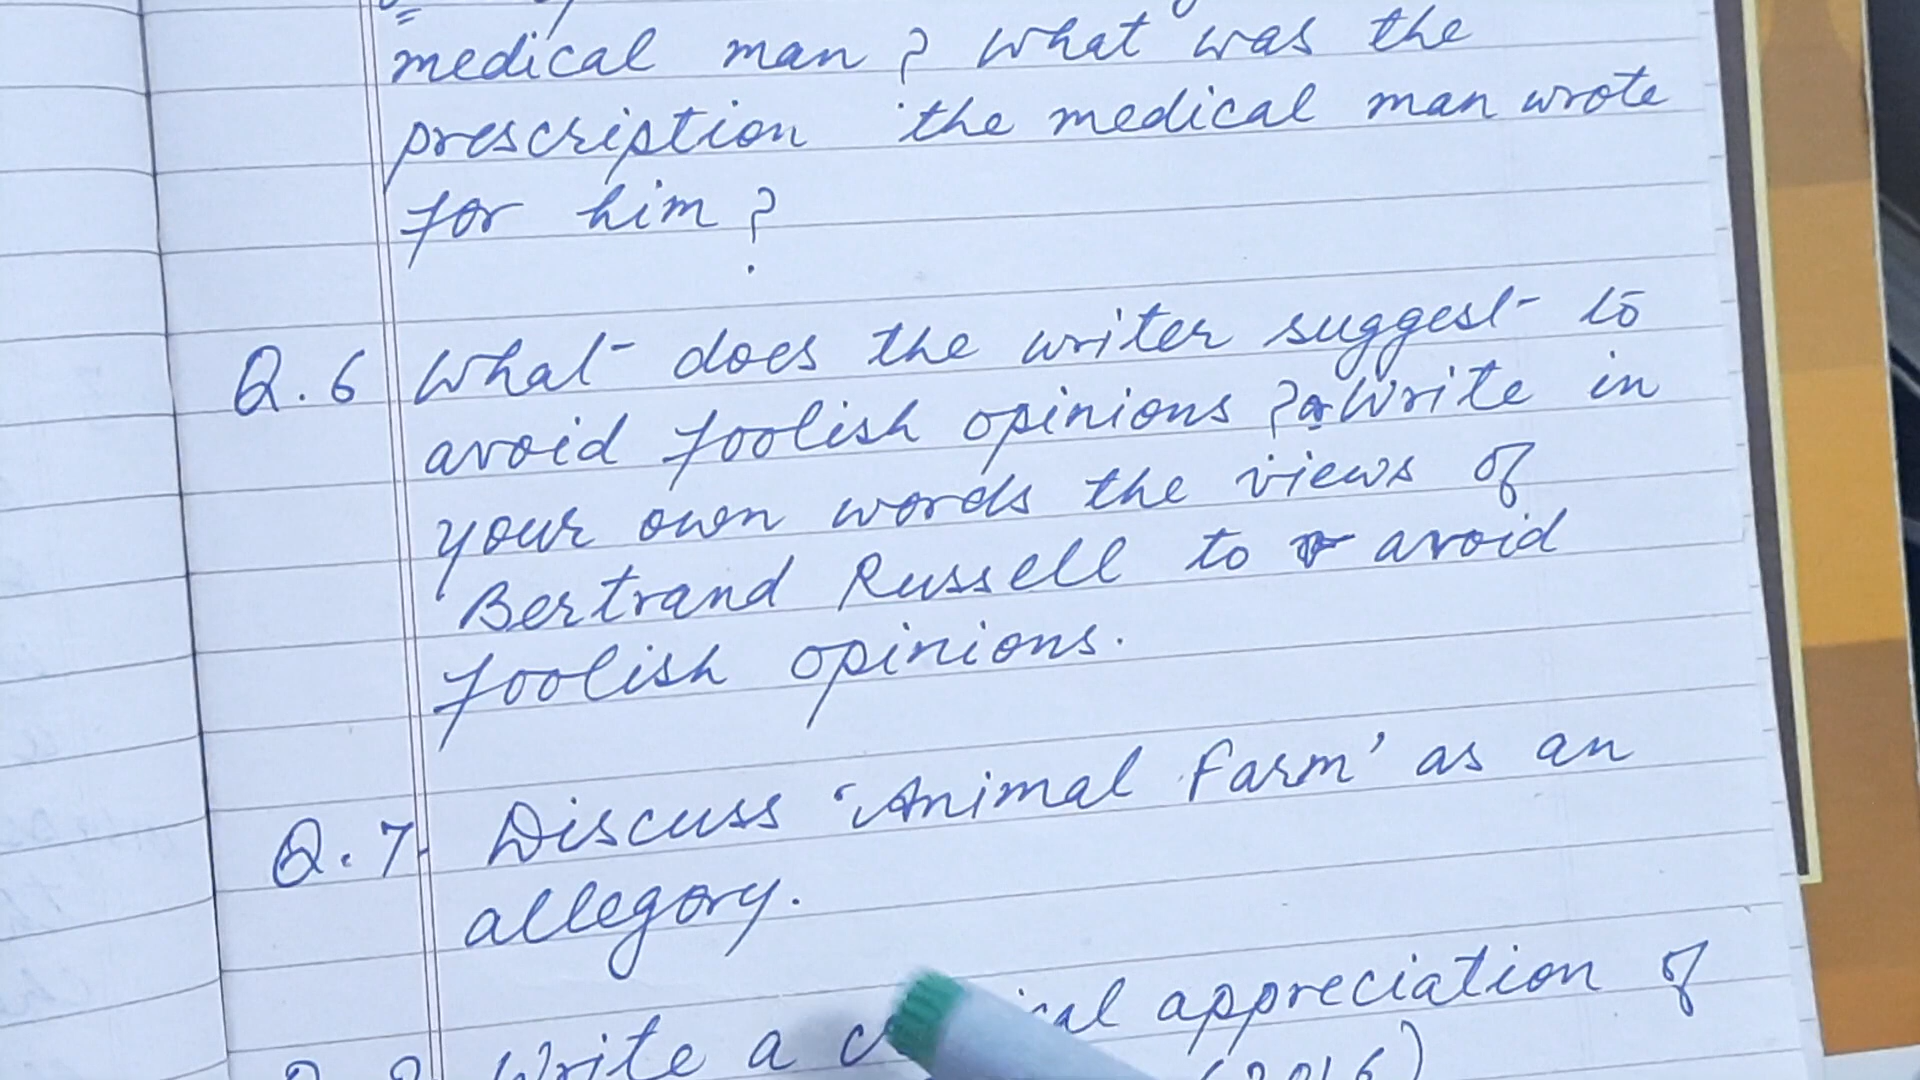 medical man? What was the
prescription the medical man wrote
for him?
Q.6 What does the writer suggest to
avoid foolish opinions? or Write in
your own words the views of
Bertrand Russell to avoid
foolish opinions.
Q.7. Discuss 'Animal Farm' as an
allegory.
Write a appreciation of
(2016)